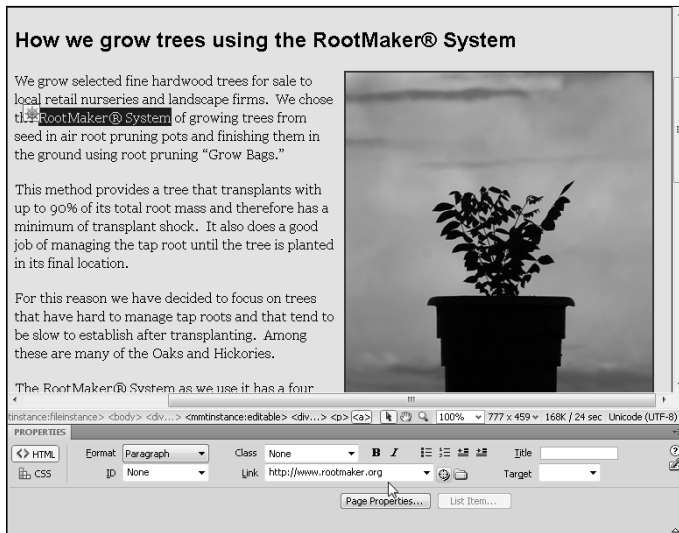 How we grow trees using the RootMaker® System
We grow selected fine hardwood trees for sale to
local retail nurseries and landscape firms. We chose
RootMaker® System of growing trees from
seed in air root pruning pots and finishing them in
the ground using root pruning “Grow Bags.”
This method provides a tree that transplants with
up to 90% of its total root mass and therefore has a
minimum of transplant shock. It also does a good
job of managing the tap root until the tree is planted
in its final location.
For this reason we have decided to focus on trees
that have hard to manage tap roots and that tend to
be slow to establish after transplanting. Among
these are many of the Oaks and Hickories.
The RootMaker® System as we use it has a four
tinstance:fileinstance> <body> <div...> <mmtinstance:editable> <div...> <p> <a> 100% 777 x 459 168K / 24 sec Unicode (UTF-8)
PROPERTIES
<> HTML Format Paragraph Class None B I Title
CSS ID None Link http://www.rootmaker.org Target
Page Properties... List Item...